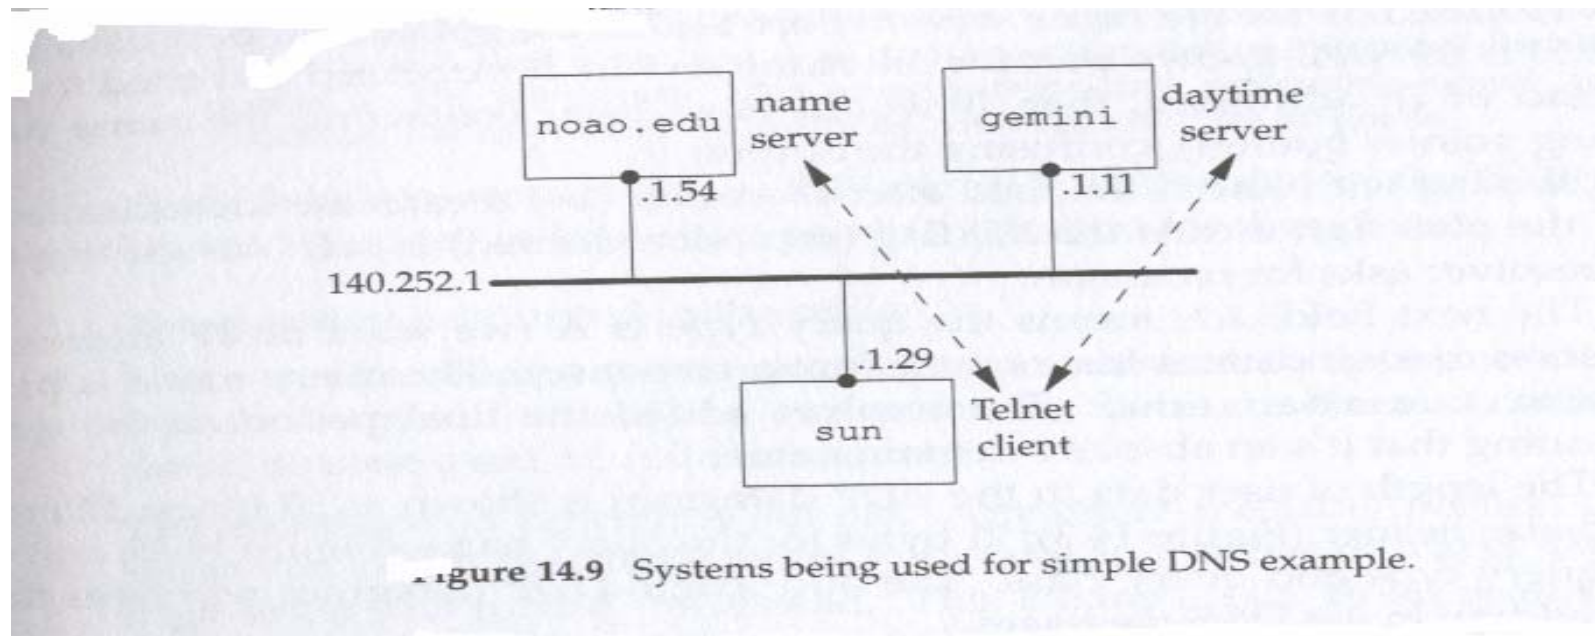 noao.edu
name
server
.1.54
gemini
daytime
server
.1.11
140.252.1
.1.29
sun
Telnet
client
Figure 14.9 Systems being used for simple DNS example.